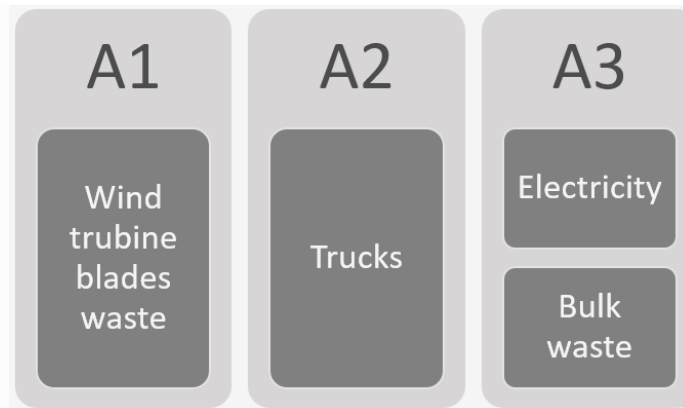 A1
Wind
trubine
blades
waste
A2
Trucks
A3
Electricity
Bulk
waste